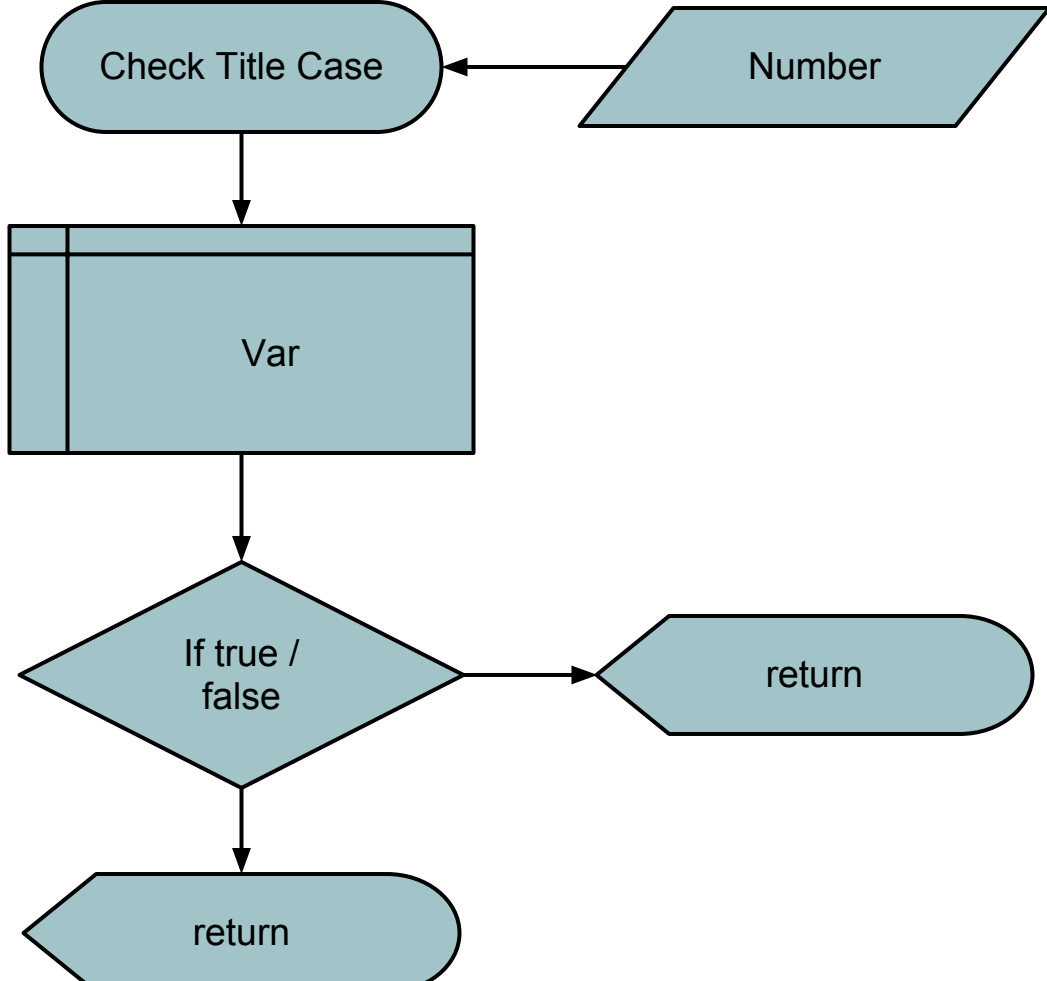 Check Title Case
Number
Var
If true /
false
return
return